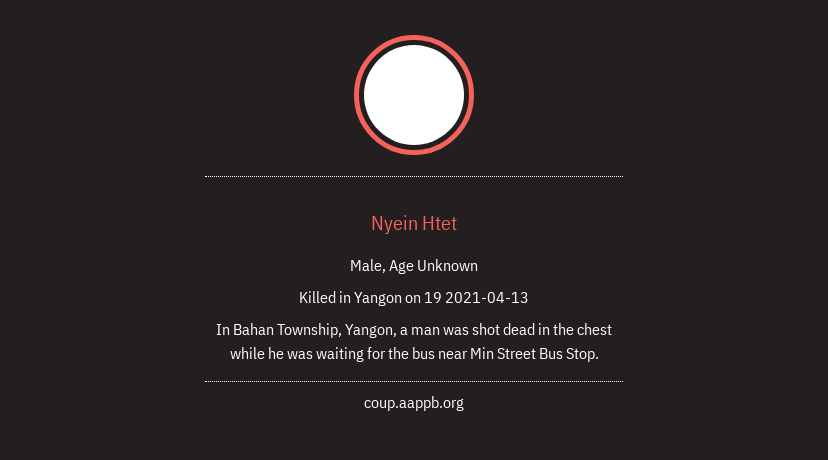 Nyein Htet
Male, Age Unknown
Killed in Yangon on 19 2021-04-13
In Bahan Township, Yangon, a man was shot dead in the chest
while he was waiting for the bus near Min Street Bus Stop.
coup.aappb.org